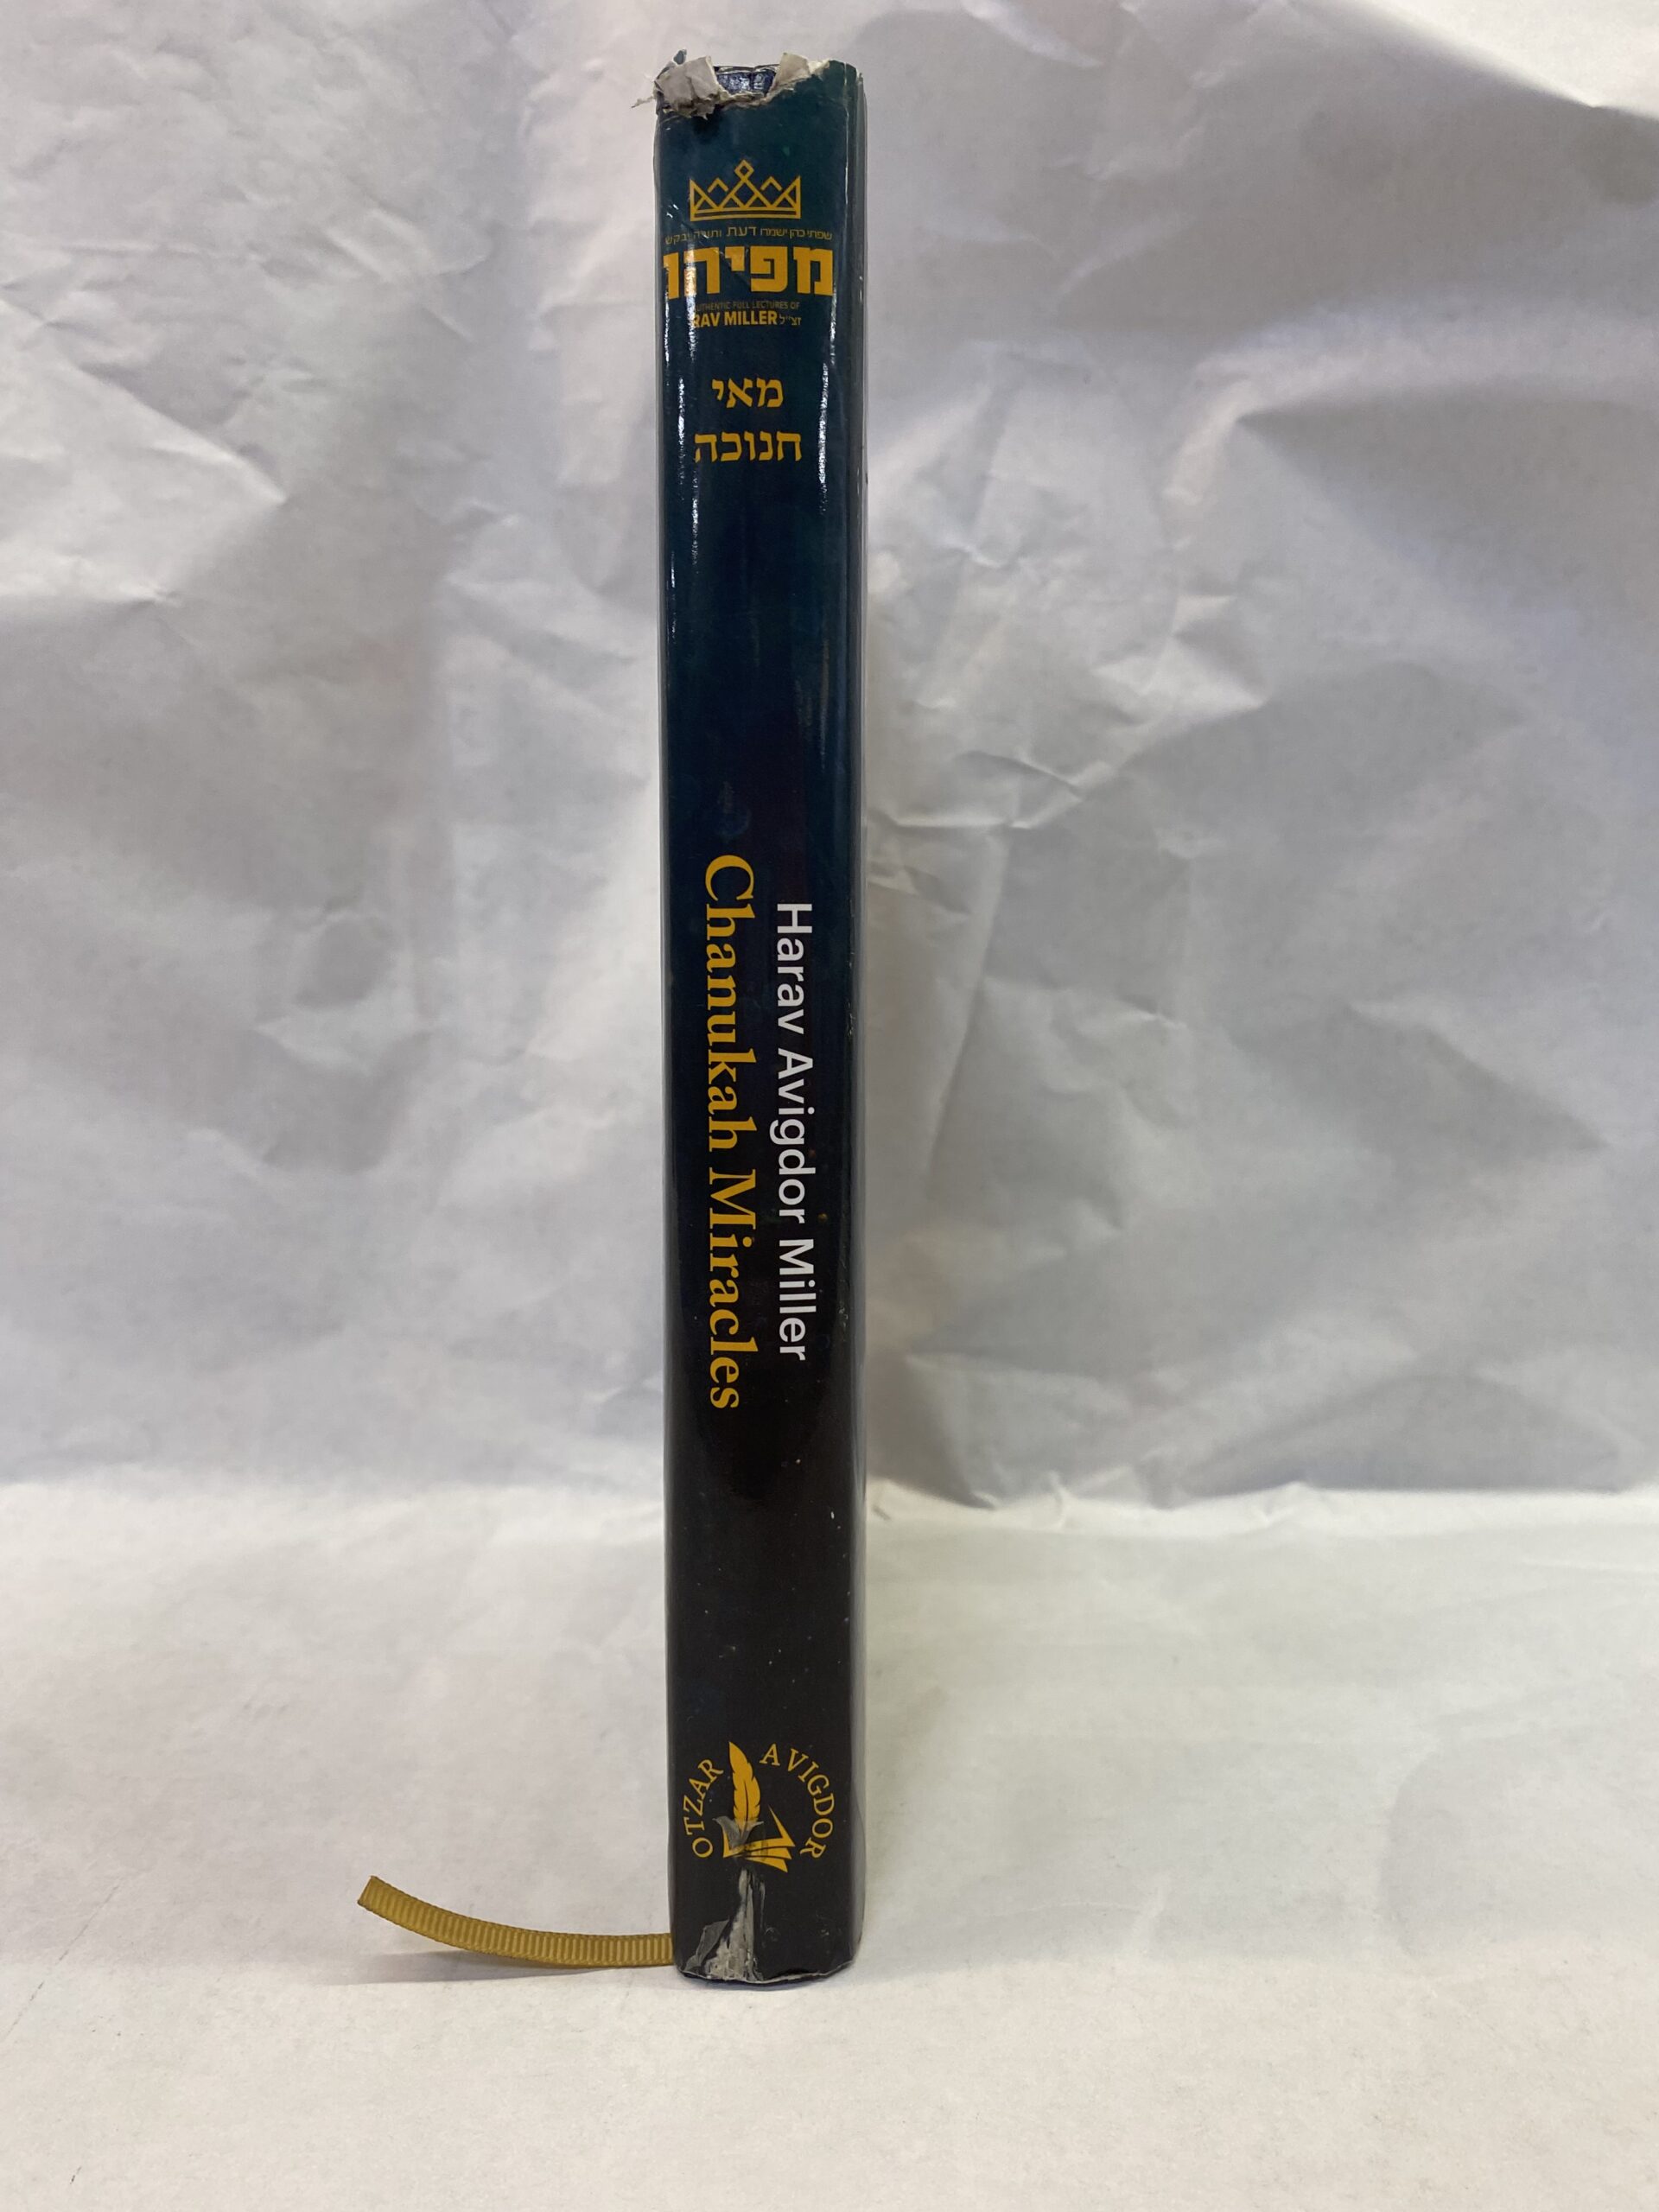 שפתי כהן ישמרו דעת ותורה יבקשו
מפיהו
AUTHENTIC FULL LECTURES OF
RAV MILLER זצ"ל
מאי
חנוכה
Harav Avigdor Miller
Chanukah Miracles
OTZAR AVIGDOR